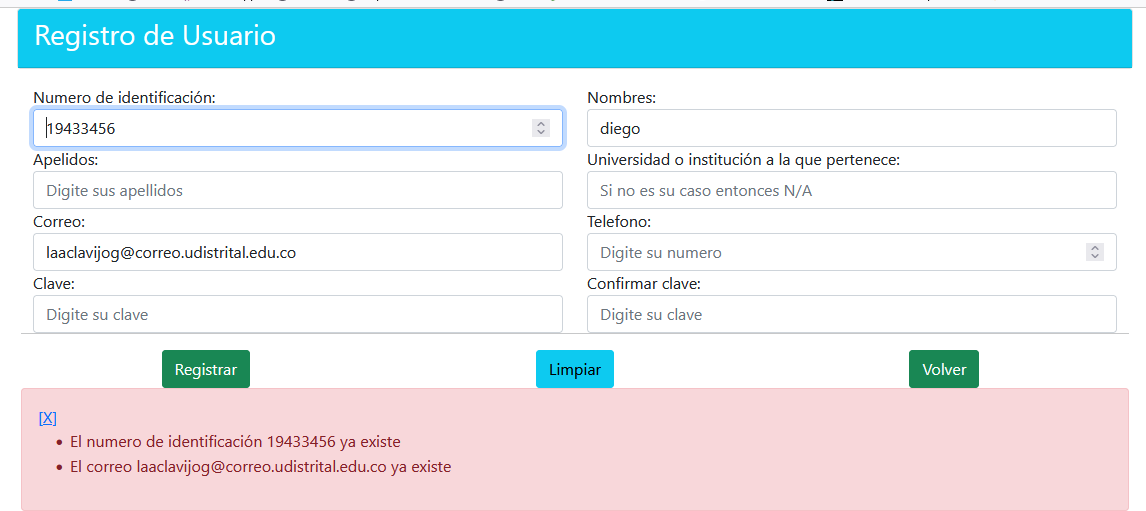 Registro de Usuario
Numero de identificación: Nombres:
19433456 diego
Apelidos: Universidad o institución a la que pertenece:
Digite sus apellidos Si no es su caso entonces N/A
Correo: Telefono:
laaclavijog@correo.udistrital.edu.co Digite su numero
Clave: Confirmar clave:
Digite su clave Digite su clave
Registrar Limpiar Volver
[X]
• El numero de identificación 19433456 ya existe
• El correo laaclavijog@correo.udistrital.edu.co ya existe